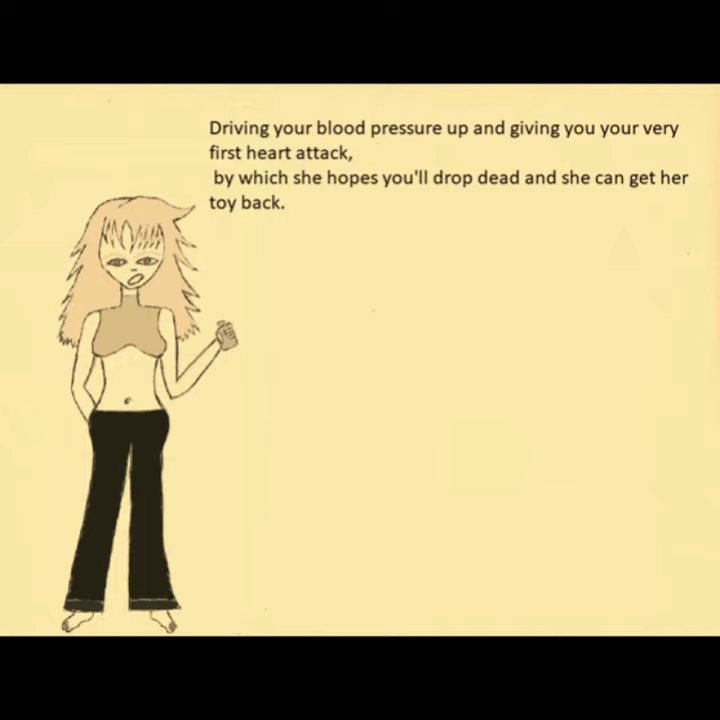 Driving your blood pressure up and giving you your very
first heart attack,
by which she hopes you'll drop dead and she can get her
toy back.